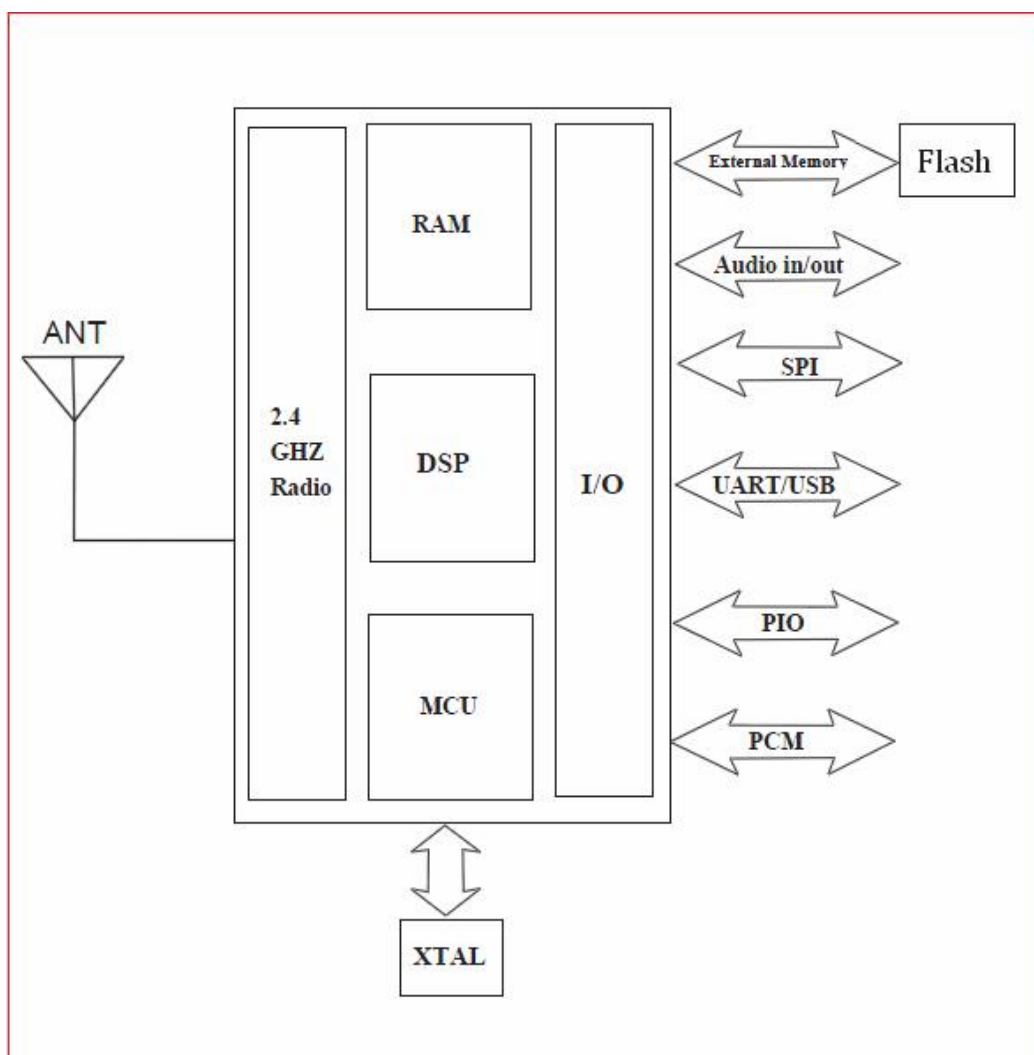 ANT
2.4
GHZ
Radio
RAM
DSP
MCU
I/O
External Memory
Flash
Audio in/out
SPI
UART/USB
PIO
PCM
XTAL